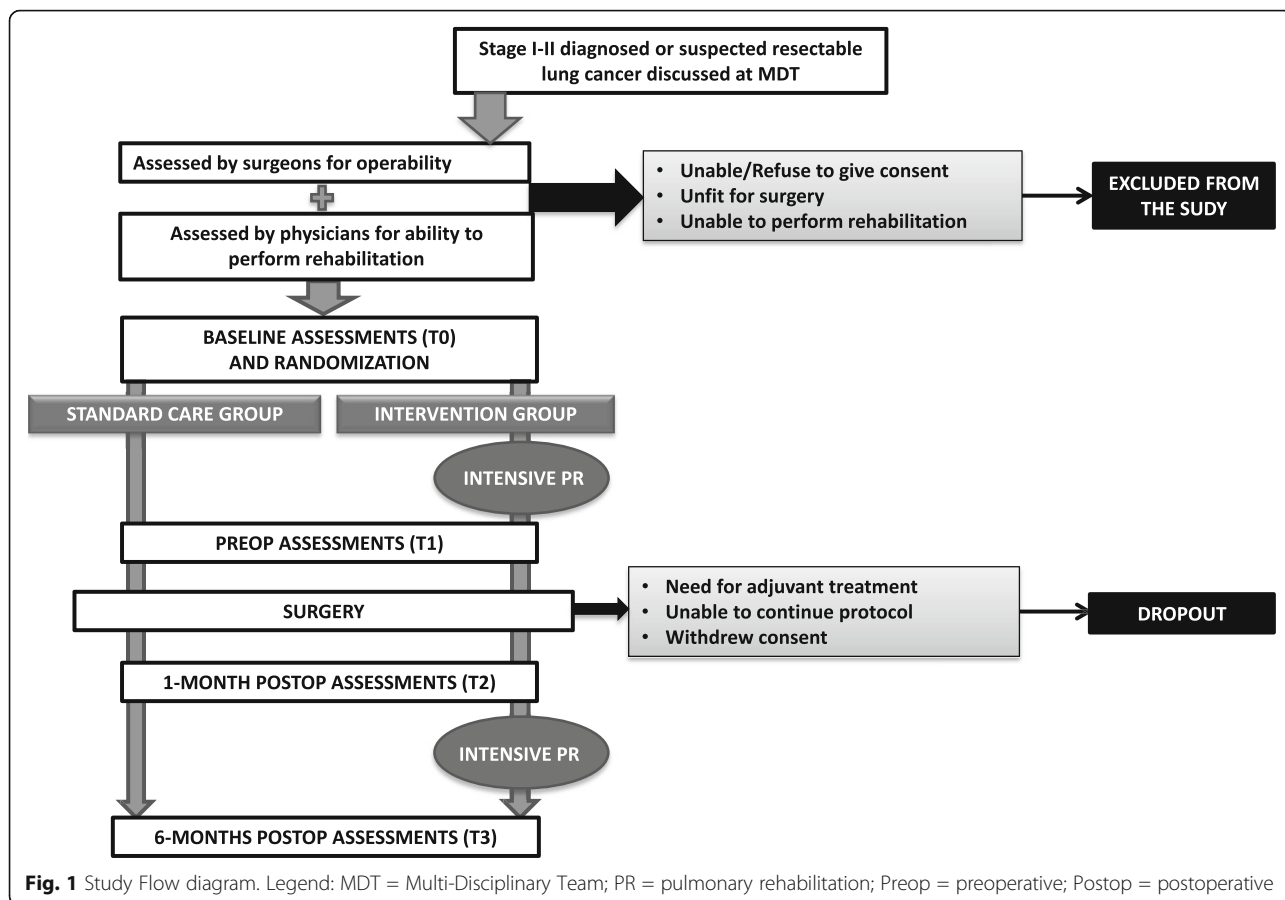 Stage I-II diagnosed or suspected resectable
lung cancer discussed at MDT
Assessed by surgeons for operability
+
Assessed by physicians for ability to
perform rehabilitation
• Unable/Refuse to give consent
• Unfit for surgery
• Unable to perform rehabilitation
EXCLUDED FROM
THE SUDY
BASELINE ASSESSMENTS (T0)
AND RANDOMIZATION
STANDARD CARE GROUP
INTERVENTION GROUP
INTENSIVE PR
PREOP ASSESSMENTS (T1)
SURGERY
• Need for adjuvant treatment
• Unable to continue protocol
• Withdrew consent
DROPOUT
1-MONTH POSTOP ASSESSMENTS (T2)
INTENSIVE PR
6-MONTHS POSTOP ASSESSMENTS (T3)
Fig. 1 Study Flow diagram. Legend: MDT = Multi-Disciplinary Team; PR = pulmonary rehabilitation; Preop = preoperative; Postop = postoperative